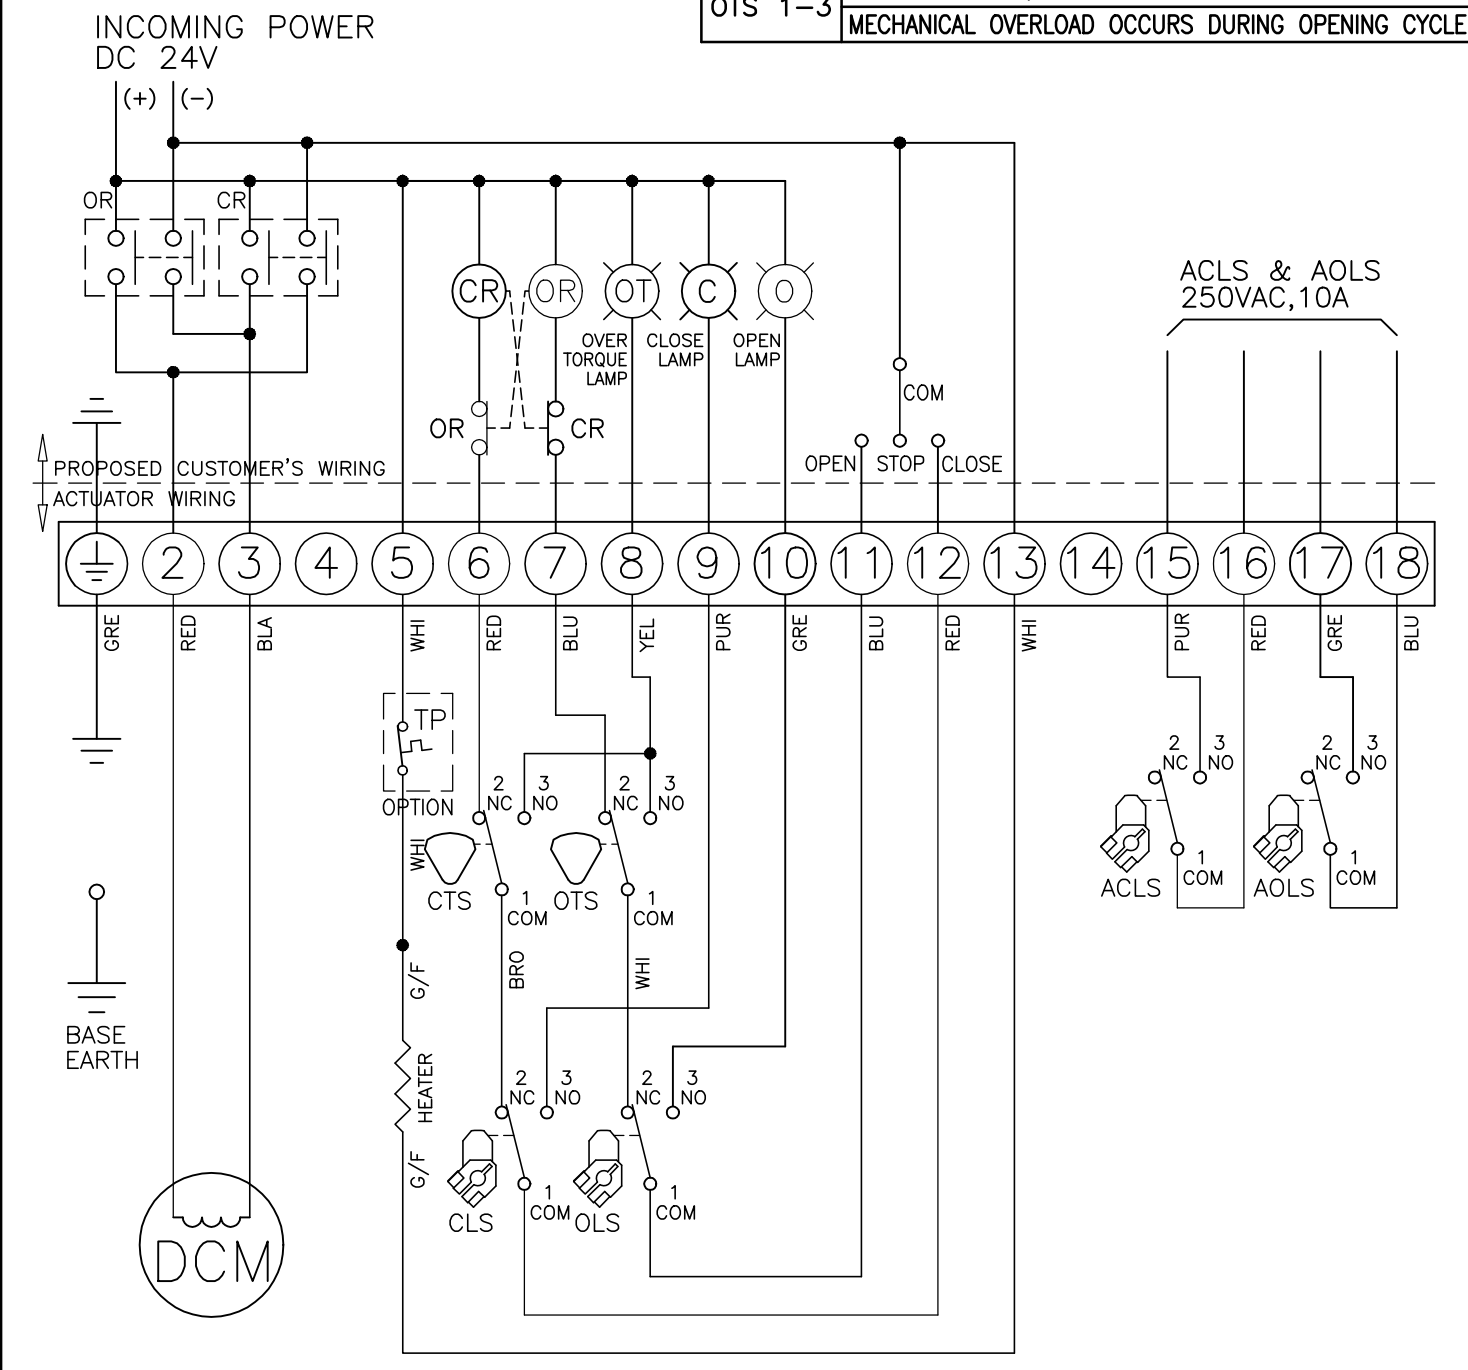 OTS 1-3
MECHANICAL OVERLOAD OCCURS DURING OPENING CYCLE
INCOMING POWER
DC 24V
(+) (-)
OR CR
ACLS & AOLS
250VAC,10A
CR OR OT C O
OVER TORQUE LAMP
CLOSE LAMP
OPEN LAMP
COM
OR CR
OPEN STOP CLOSE
PROPOSED CUSTOMER'S WIRING
ACTUATOR WIRING
2 3 4 5 6 7 8 9 10 11 12 13 14 15 16 17 18
GRE RED BLA WHI RED BLU YEL PUR GRE BLU RED WHI PUR RED GRE BLU
TP
OPTION
2 NC 3 NO 2 NC 3 NO
2 NC 3 NO 2 NC 3 NO
WHI
CTS 1 COM OTS 1 COM
ACLS 1 COM AOLS 1 COM
G/F BRO WHI
BASE
EARTH
HEATER
2 NC 3 NO 2 NC 3 NO
G/F
CLS 1 COM OLS 1 COM
DCM